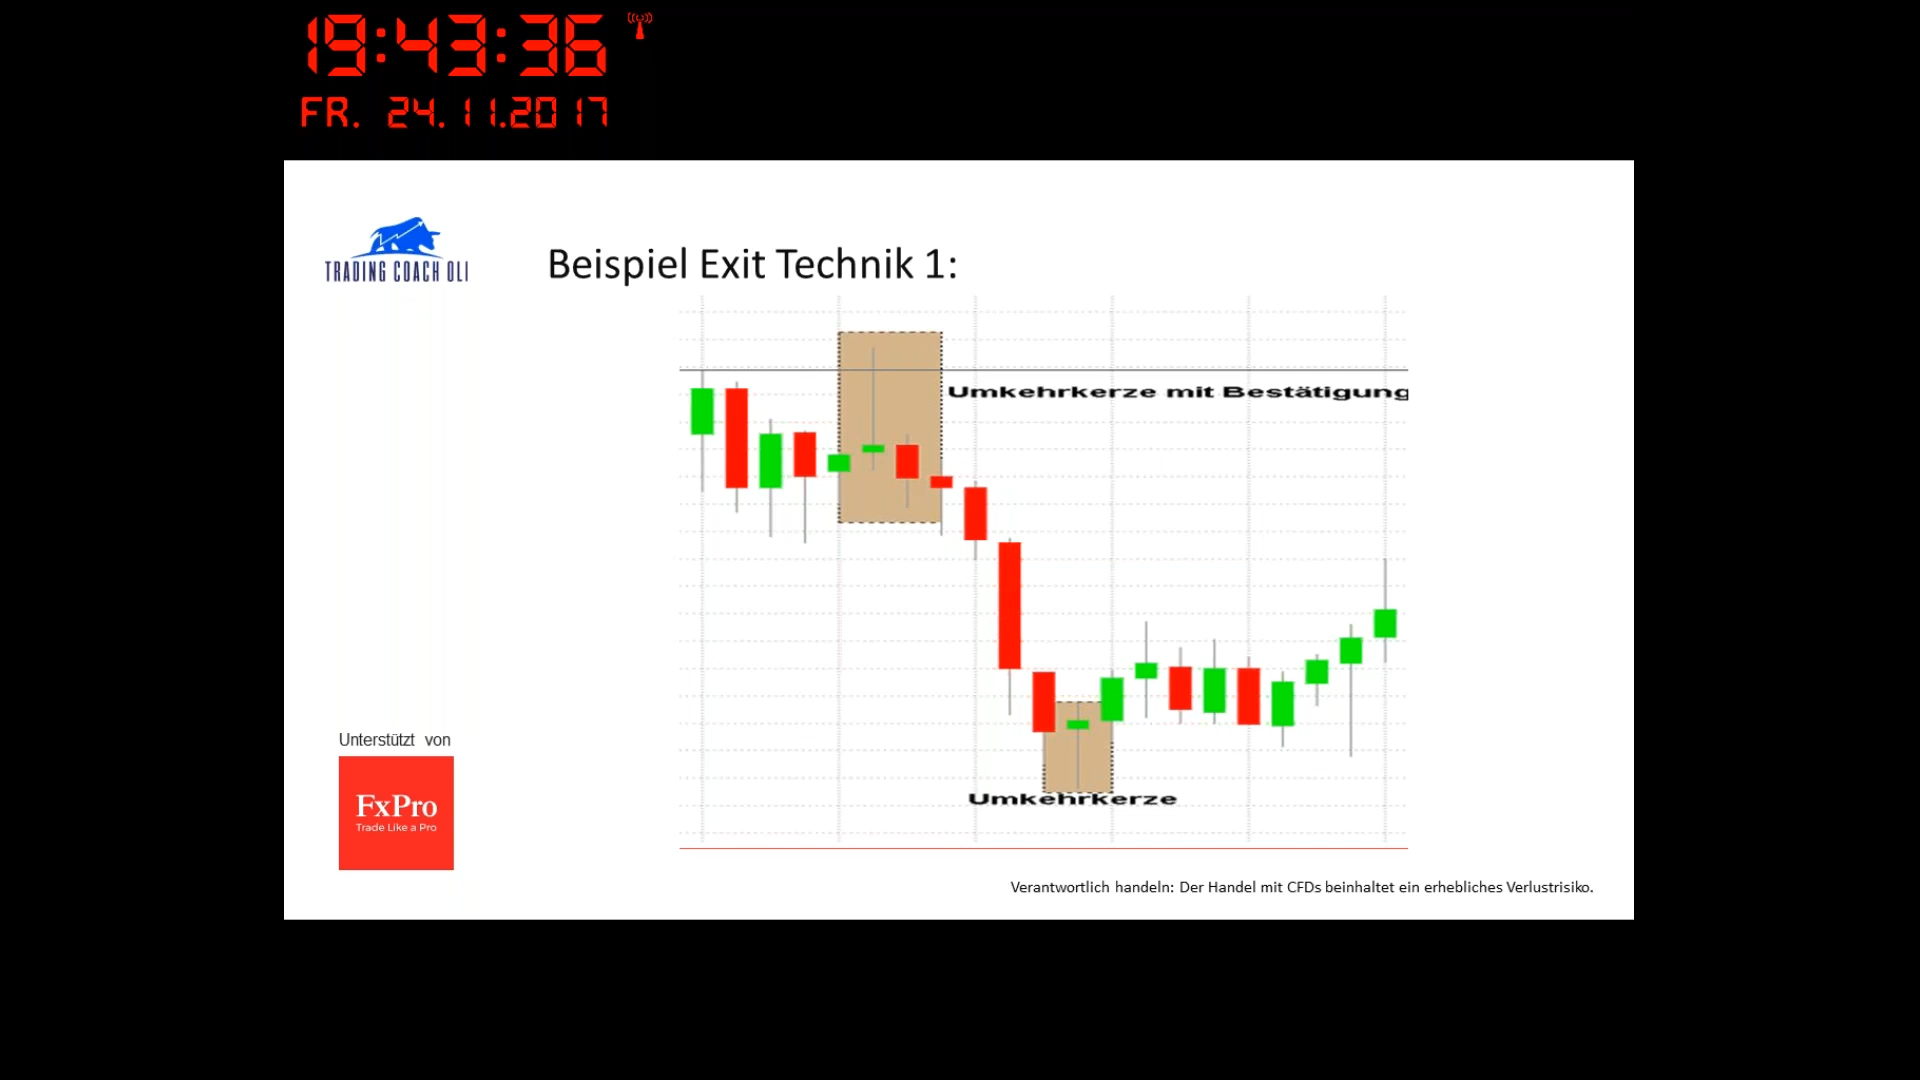 19:43:36
FR. 24.11.2017
TRADING COACH OLI
Beispiel Exit Technik 1:
Umkehrkerze mit Bestätigung
Umkehrkerze
Unterstützt von
FxPro
Trade Like a Pro
Verantwortlich handeln: Der Handel mit CFDs beinhaltet ein erhebliches Verlustrisiko.